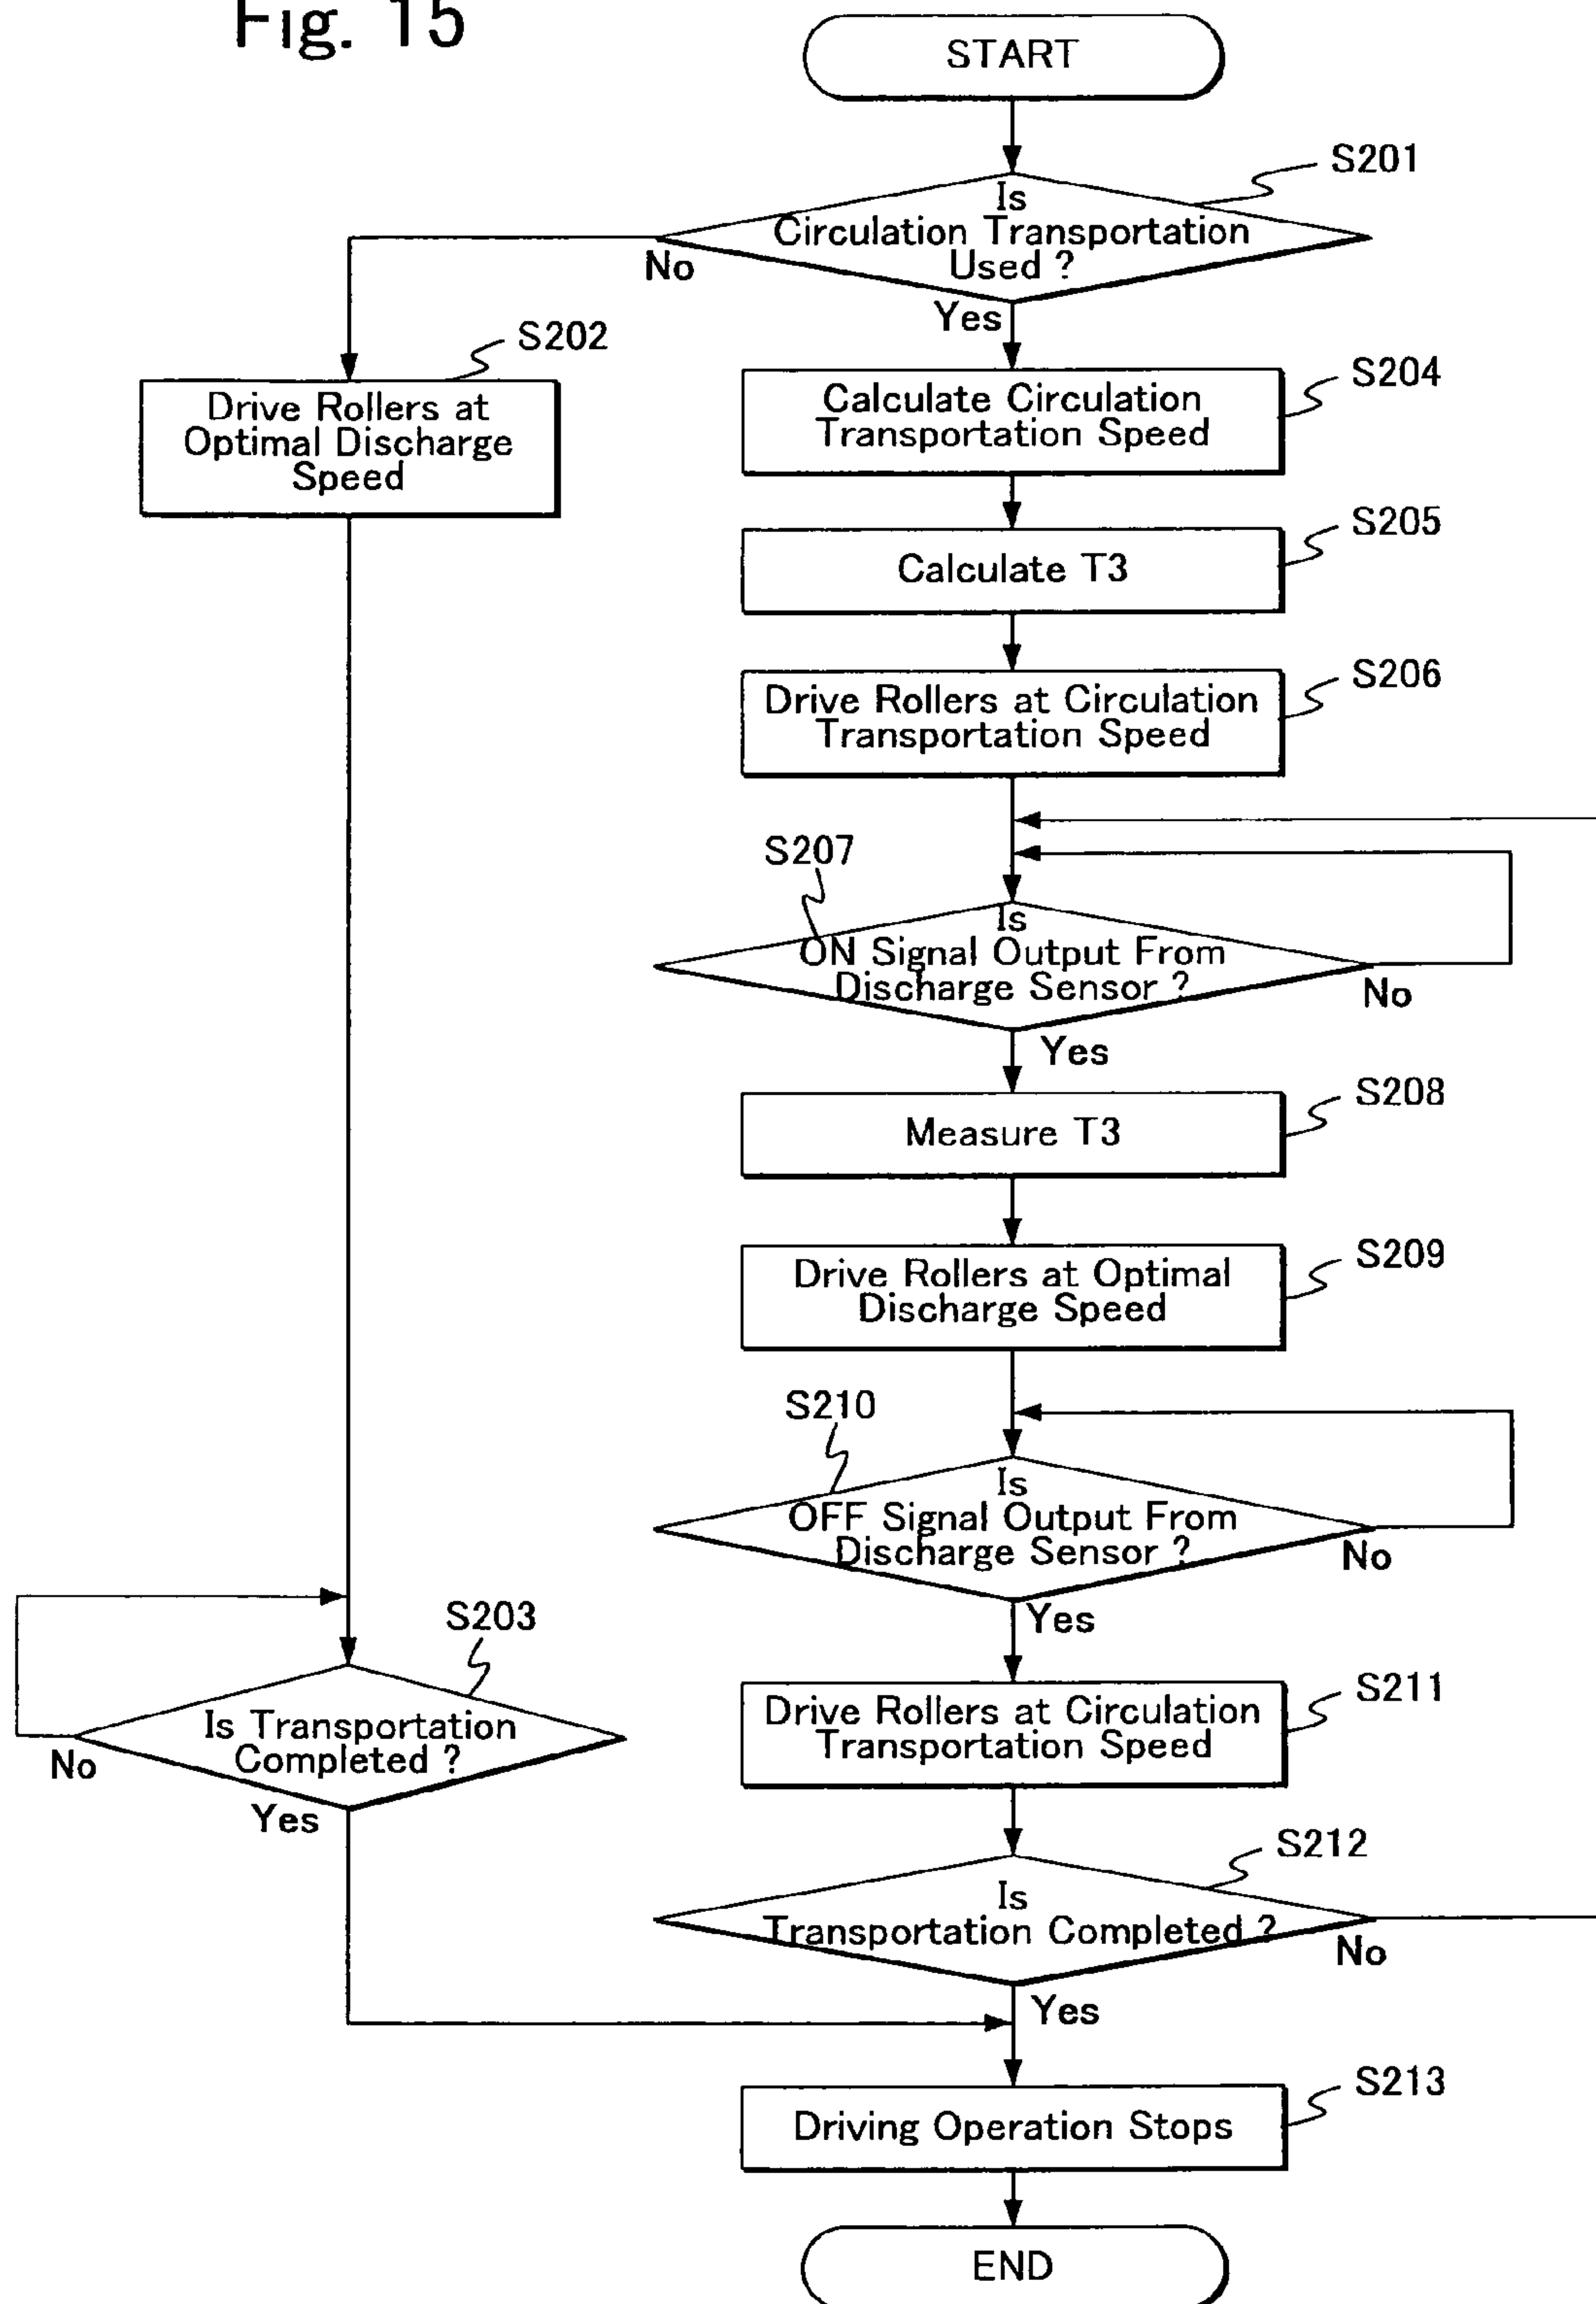 Fig. 15
START
S201
Is
Circulation Transportation
Used ?
No
Yes
S202
Drive Rollers at
Optimal Discharge
Speed
S204
Calculate Circulation
Transportation Speed
S205
Calculate T3
S206
Drive Rollers at Circulation
Transportation Speed
S207
Is
ON Signal Output From
Discharge Sensor ?
No
Yes
S208
Measure T3
S209
Drive Rollers at Optimal
Discharge Speed
S210
Is
OFF Signal Output From
Discharge Sensor ?
No
Yes
S203
Is Transportation
Completed ?
No
Yes
S211
Drive Rollers at Circulation
Transportation Speed
S212
Is
Transportation Completed ?
No
Yes
S213
Driving Operation Stops
END